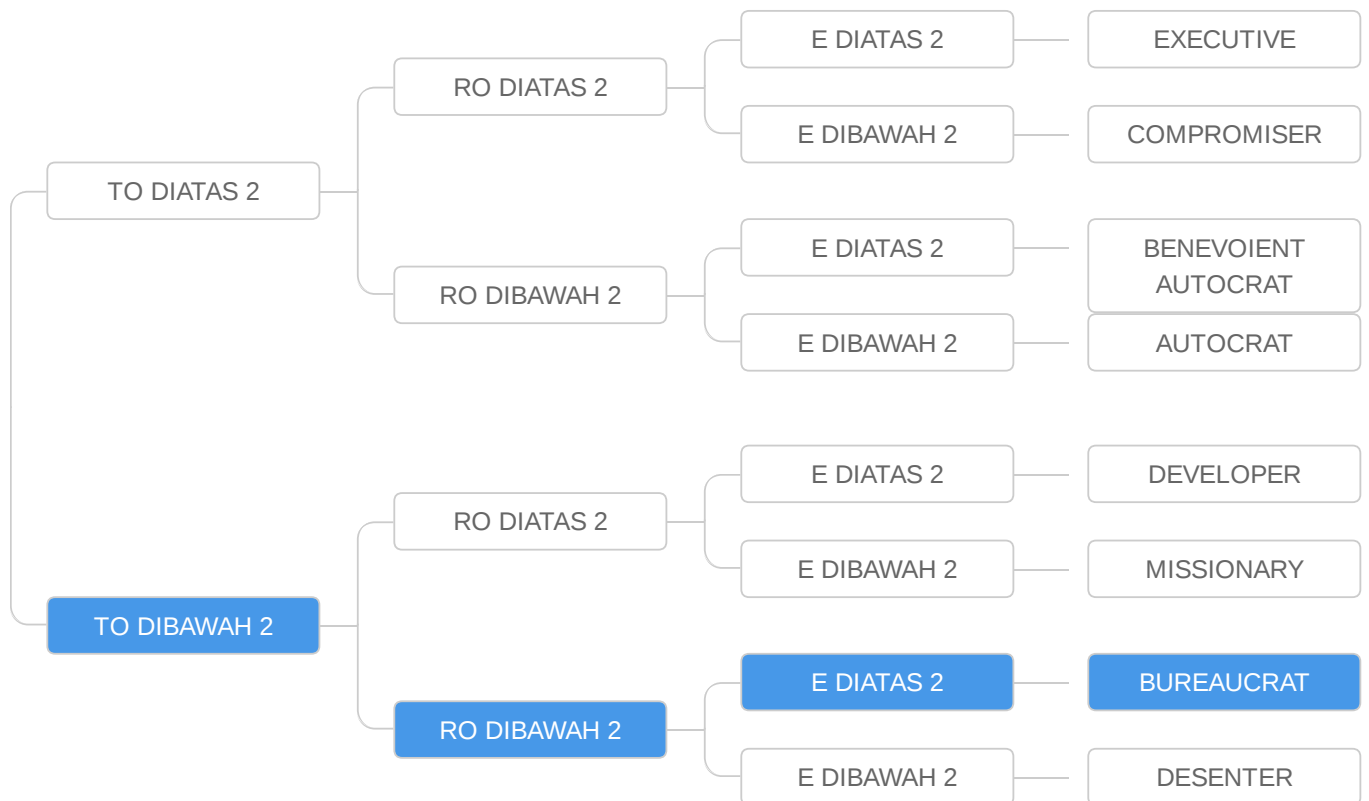 E DIATAS 2
EXECUTIVE
RO DIATAS 2
E DIBAWAH 2
COMPROMISER
TO DIATAS 2
E DIATAS 2
BENEVOIENT
AUTOCRAT
RO DIBAWAH 2
E DIBAWAH 2
AUTOCRAT
E DIATAS 2
DEVELOPER
RO DIATAS 2
E DIBAWAH 2
MISSIONARY
TO DIBAWAH 2
E DIATAS 2
BUREAUCRAT
RO DIBAWAH 2
E DIBAWAH 2
DESENTER